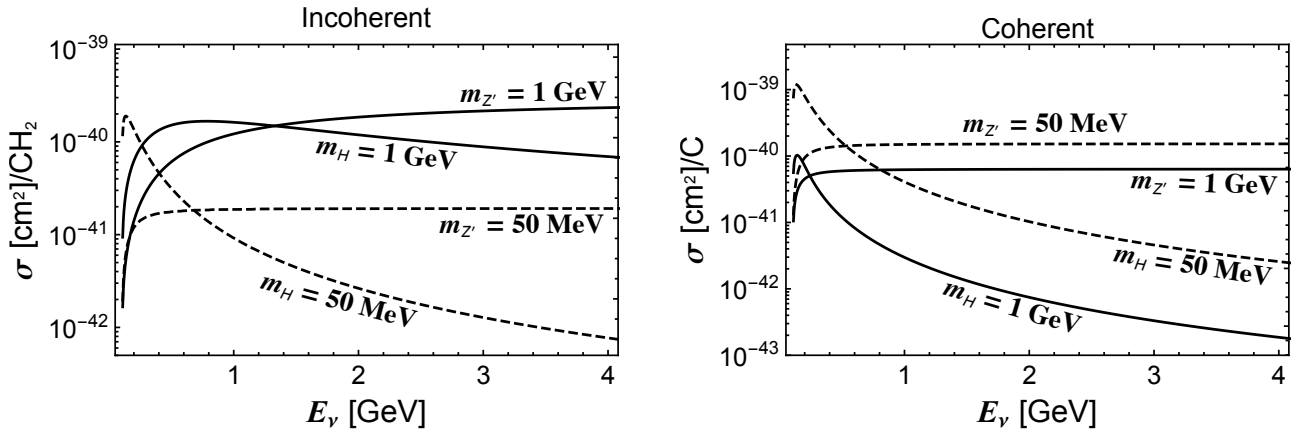 Incoherent
σ [cm²]/CH₂
10⁻³⁹
10⁻⁴⁰
10⁻⁴¹
10⁻⁴²
m_Z' = 1 GeV
m_H = 1 GeV
m_Z' = 50 MeV
m_H = 50 MeV
1 2 3 4
E_ν [GeV]
Coherent
σ [cm²]/C
10⁻³⁹
10⁻⁴⁰
10⁻⁴¹
10⁻⁴²
10⁻⁴³
m_Z' = 50 MeV
m_Z' = 1 GeV
m_H = 50 MeV
m_H = 1 GeV
1 2 3 4
E_ν [GeV]